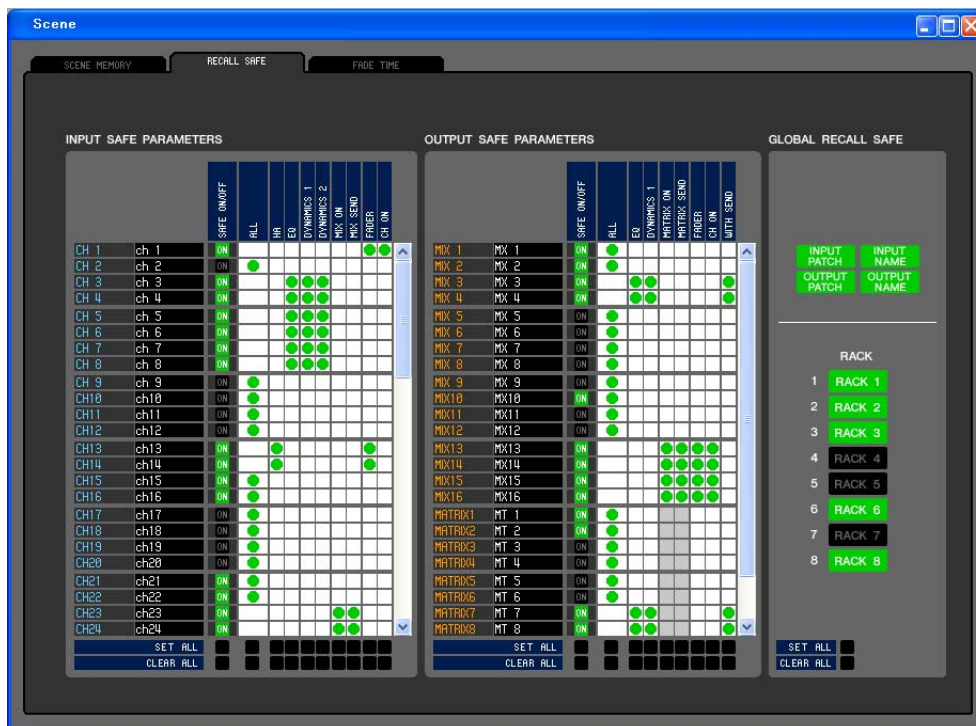 Scene
SCENE MEMORY RECALL SAFE FADE TIME
INPUT SAFE PARAMETERS
SAFE ON/OFF ALL HA EQ DYNAMICS 1 DYNAMICS 2 MIX ON MIX SEND FADER CH ON
CH 1 ch 1 ON
CH 2 ch 2 ON
CH 3 ch 3 ON
CH 4 ch 4 ON
CH 5 ch 5 ON
CH 6 ch 6 ON
CH 7 ch 7 ON
CH 8 ch 8 ON
CH 9 ch 9 ON
CH10 ch10 ON
CH11 ch11 ON
CH12 ch12 ON
CH13 ch13 ON
CH14 ch14 ON
CH15 ch15 ON
CH16 ch16 ON
CH17 ch17 ON
CH18 ch18 ON
CH19 ch19 ON
CH20 ch20 ON
CH21 ch21 ON
CH22 ch22 ON
CH23 ch23 ON
CH24 ch24 ON
SET ALL
CLEAR ALL
OUTPUT SAFE PARAMETERS
SAFE ON/OFF ALL EQ DYNAMICS 1 MATRIX ON MATRIX SEND FADER CH ON WITH SEND
MIX 1 MX 1 ON
MIX 2 MX 2 ON
MIX 3 MX 3 ON
MIX 4 MX 4 ON
MIX 5 MX 5 ON
MIX 6 MX 6 ON
MIX 7 MX 7 ON
MIX 8 MX 8 ON
MIX 9 MX 9 ON
MIX10 MX10 ON
MIX11 MX11 ON
MIX12 MX12 ON
MIX13 MX13 ON
MIX14 MX14 ON
MIX15 MX15 ON
MIX16 MX16 ON
MATRIX1 MT 1 ON
MATRIX2 MT 2 ON
MATRIX3 MT 3 ON
MATRIX4 MT 4 ON
MATRIX5 MT 5 ON
MATRIX6 MT 6 ON
MATRIX7 MT 7 ON
MATRIX8 MT 8 ON
SET ALL
CLEAR ALL
GLOBAL RECALL SAFE
INPUT PATCH INPUT NAME
OUTPUT PATCH OUTPUT NAME
RACK
1 RACK 1
2 RACK 2
3 RACK 3
4 RACK 4
5 RACK 5
6 RACK 6
7 RACK 7
8 RACK 8
SET ALL
CLEAR ALL